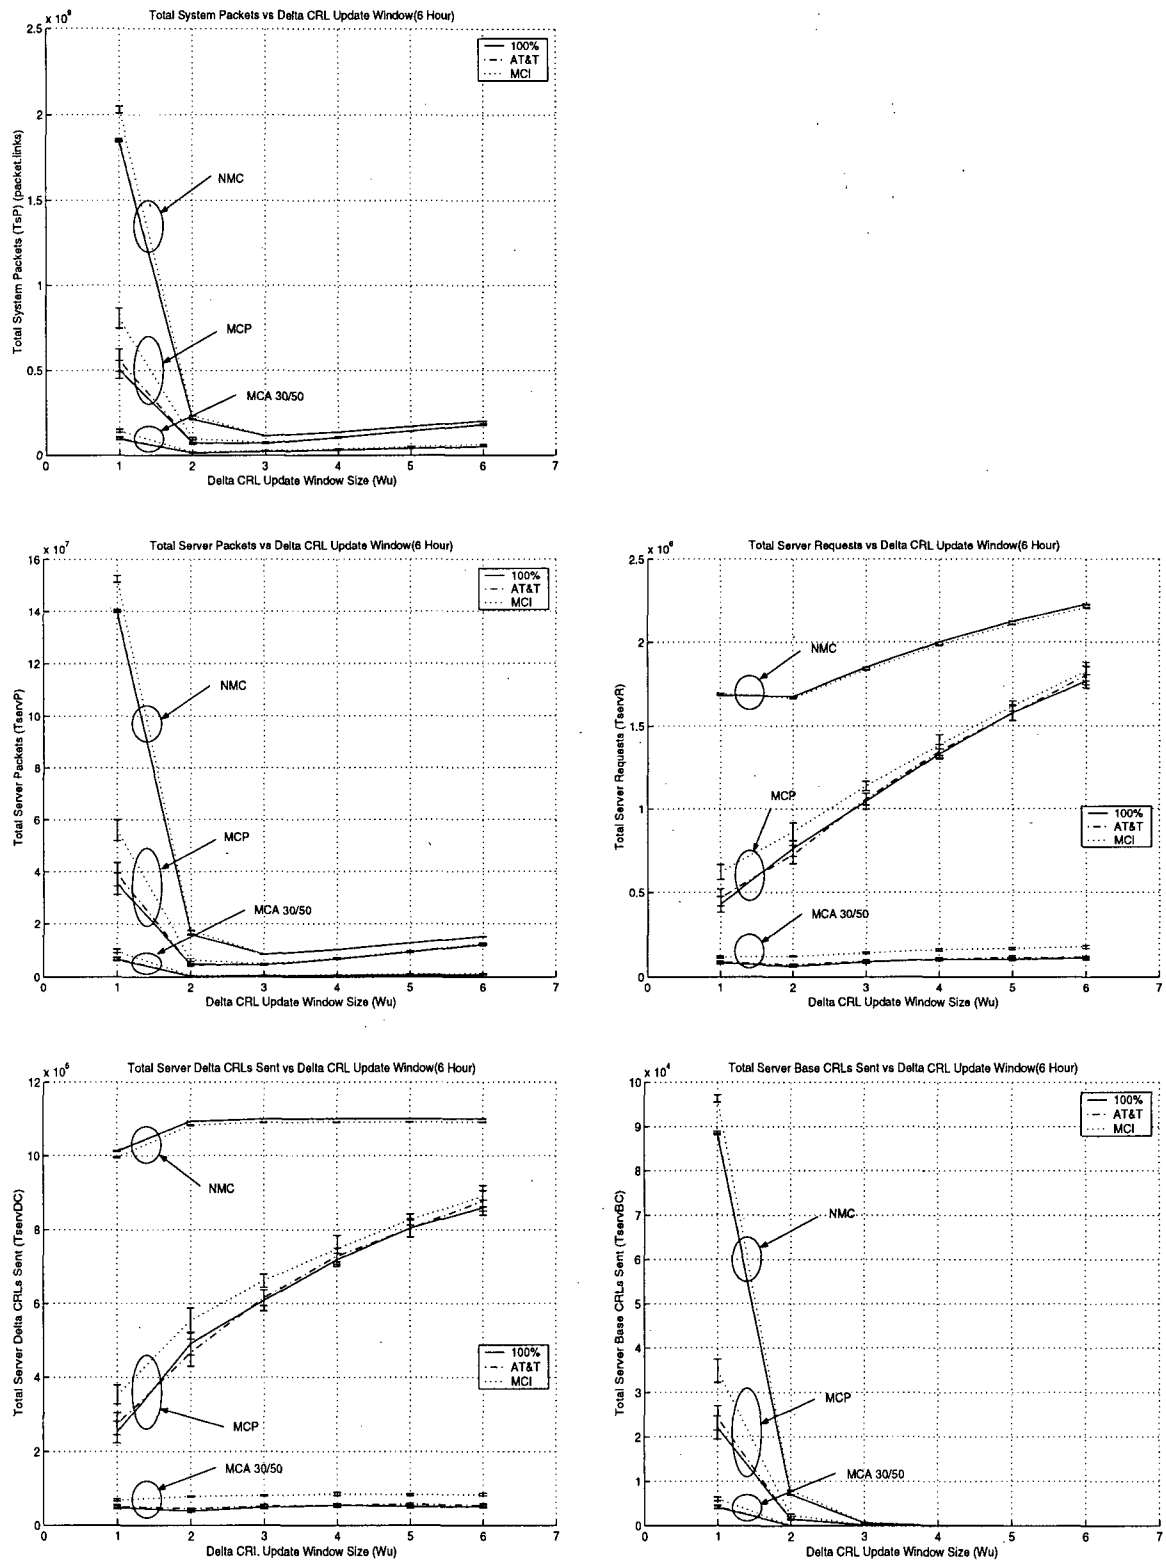 Total System Packets vs Delta CRL Update Window(6 Hour)
x 10^9
2.5
2
1.5
1
0.5
0
Total System Packets (TsP) (packet.links)
100%
AT&T
MCI
NMC
MCP
MCA 30/50
0 1 2 3 4 5 6 7
Delta CRL Update Window Size (Wu)
Total Server Packets vs Delta CRL Update Window(6 Hour)
x 10^7
16
14
12
10
8
6
4
2
0
Total Server Packets (TservP)
100%
AT&T
MCI
NMC
MCP
MCA 30/50
0 1 2 3 4 5 6 7
Delta CRL Update Window Size (Wu)
Total Server Requests vs Delta CRL Update Window(6 Hour)
x 10^6
2.5
2
1.5
1
0.5
0
Total Server Requests (TservR)
NMC
MCP
100%
AT&T
MCI
MCA 30/50
0 1 2 3 4 5 6 7
Delta CRL Update Window Size (Wu)
Total Server Delta CRLs Sent vs Delta CRL Update Window(6 Hour)
12
10
8
6
4
2
0
Total Server Delta CRLs Sent (TservDC)
NMC
100%
AT&T
MCI
MCP
MCA 30/50
0 1 2 3 4 5 6 7
Delta CRL Update Window Size (Wu)
Total Server Base CRLs Sent vs Delta CRL Update Window(6 Hour)
x 10^4
10
9
8
7
6
5
4
3
2
1
0
Total Server Base CRLs Sent (TservBC)
100%
AT&T
MCI
NMC
MCP
MCA 30/50
0 1 2 3 4 5 6 7
Delta CRL Update Window Size (Wu)